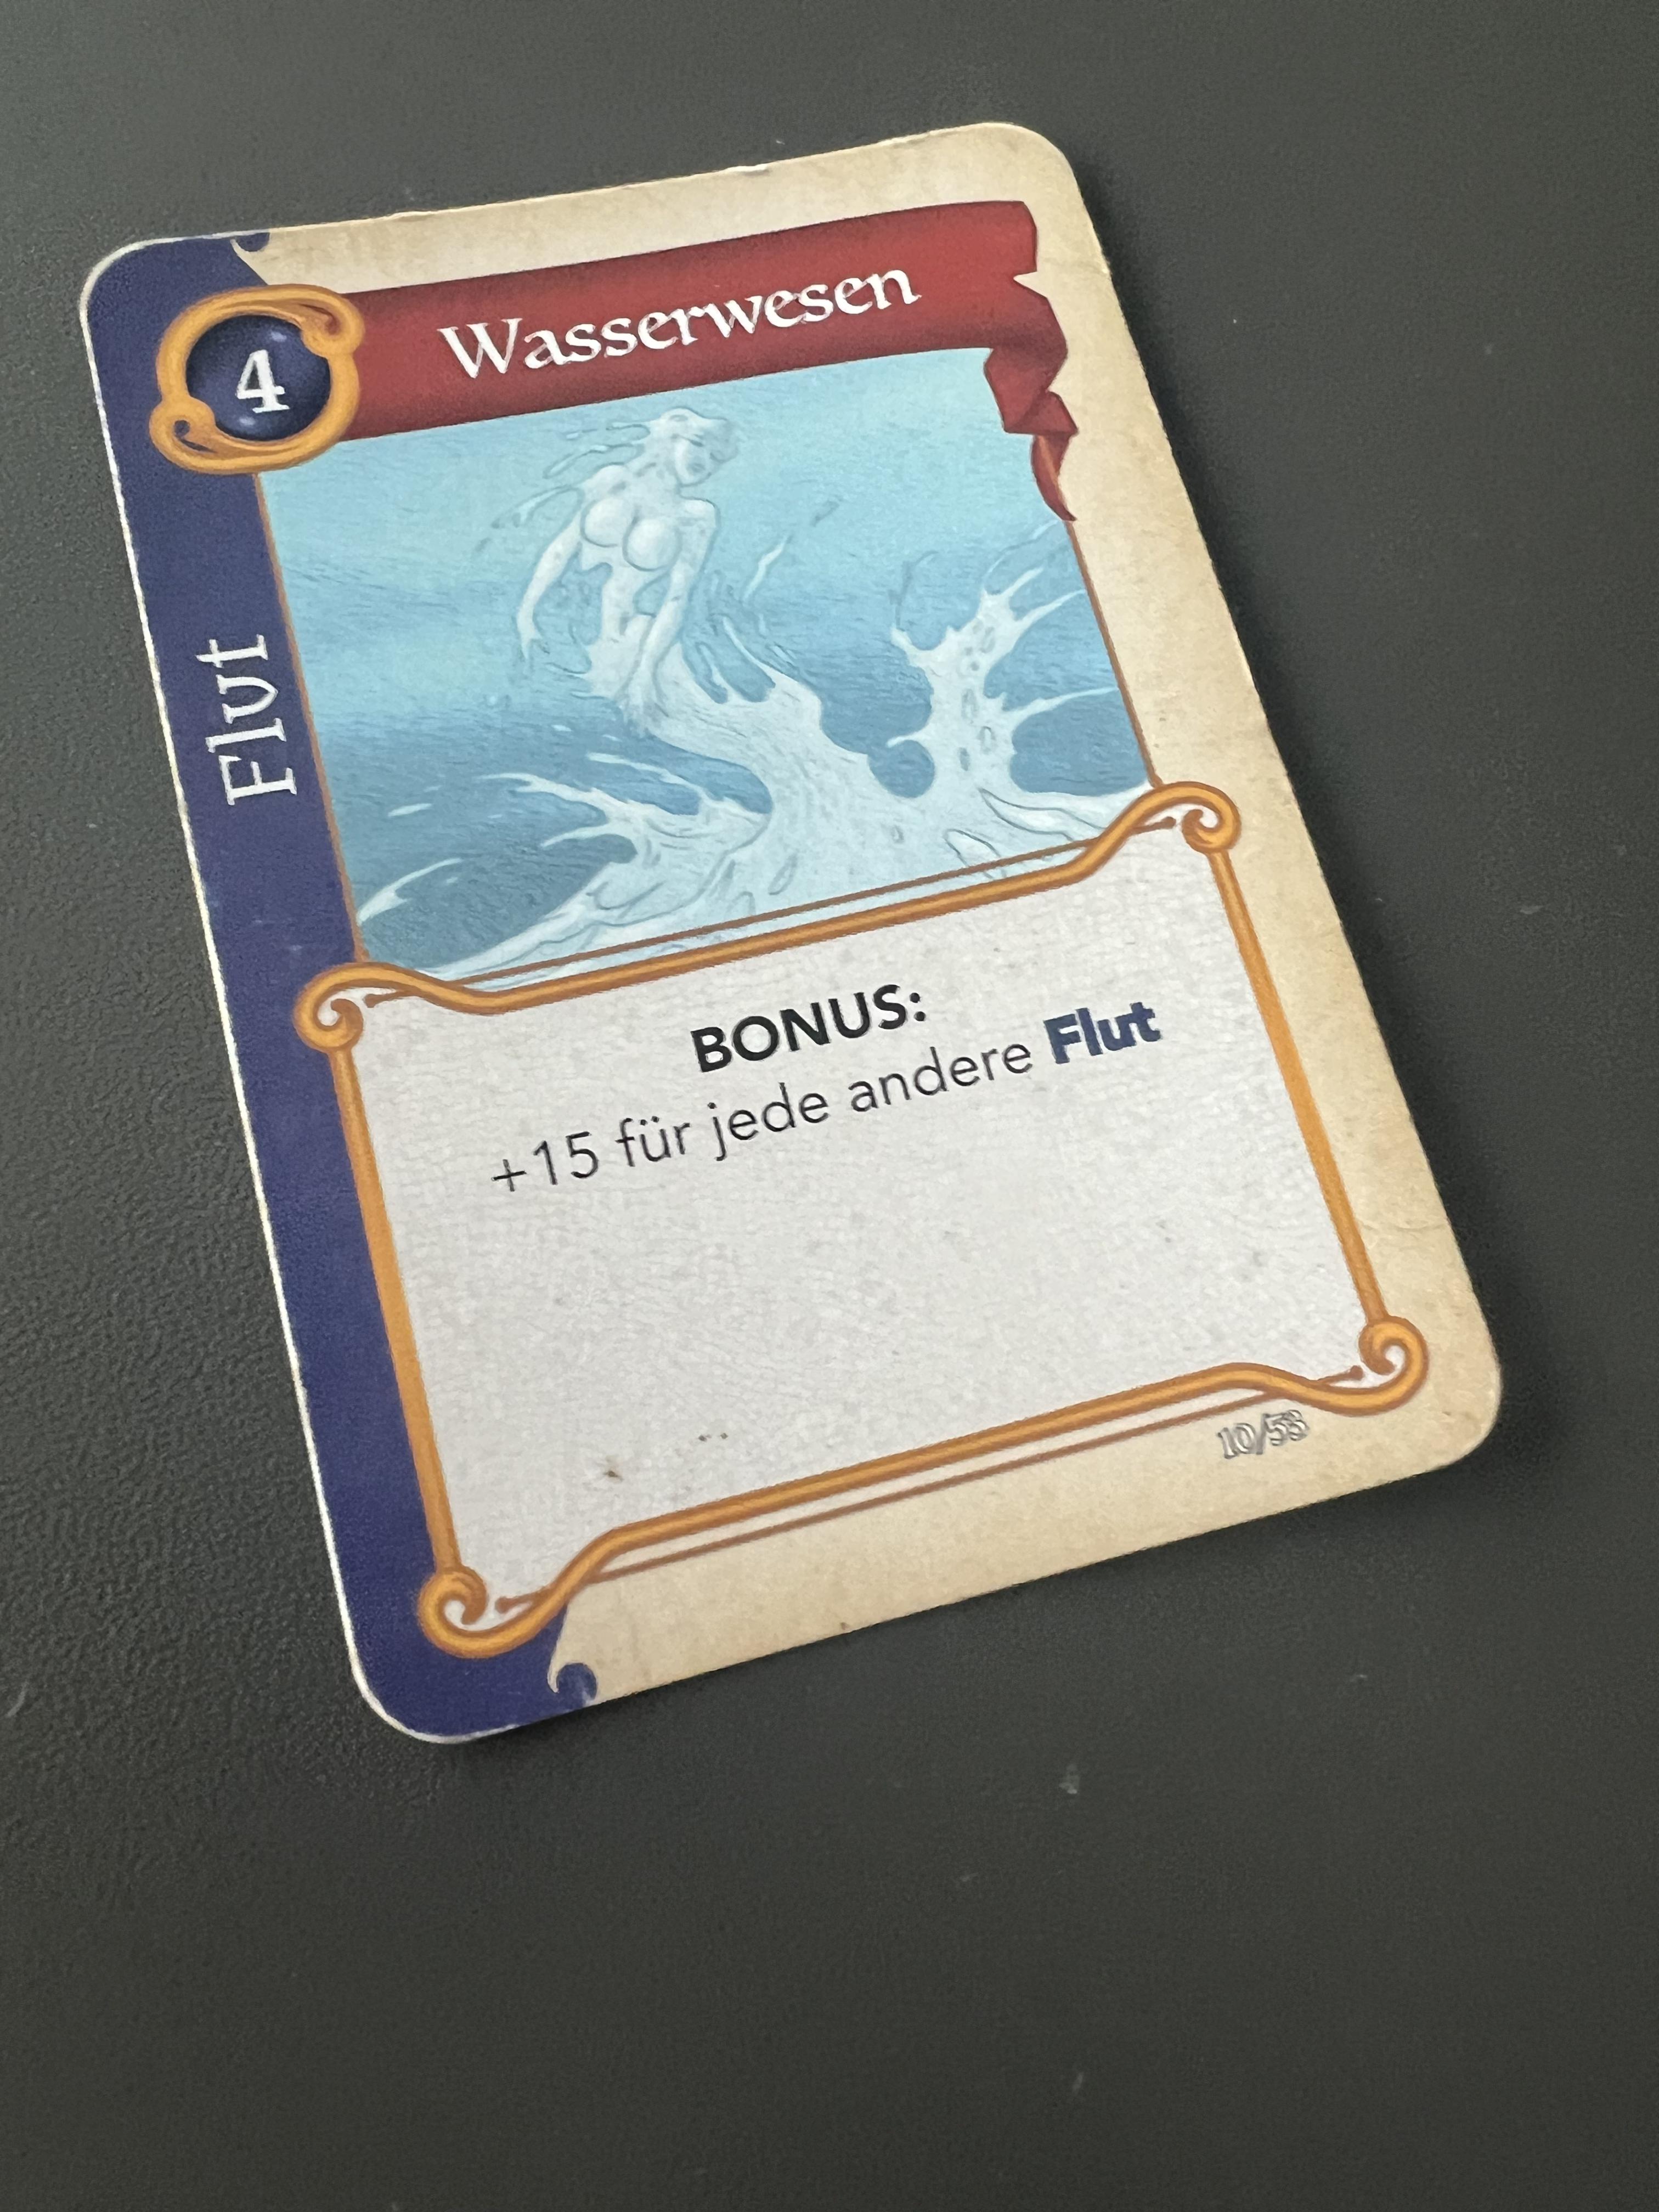 4
Wasserwesen
Flut
BONUS:
+15 für jede andere Flut
10/53